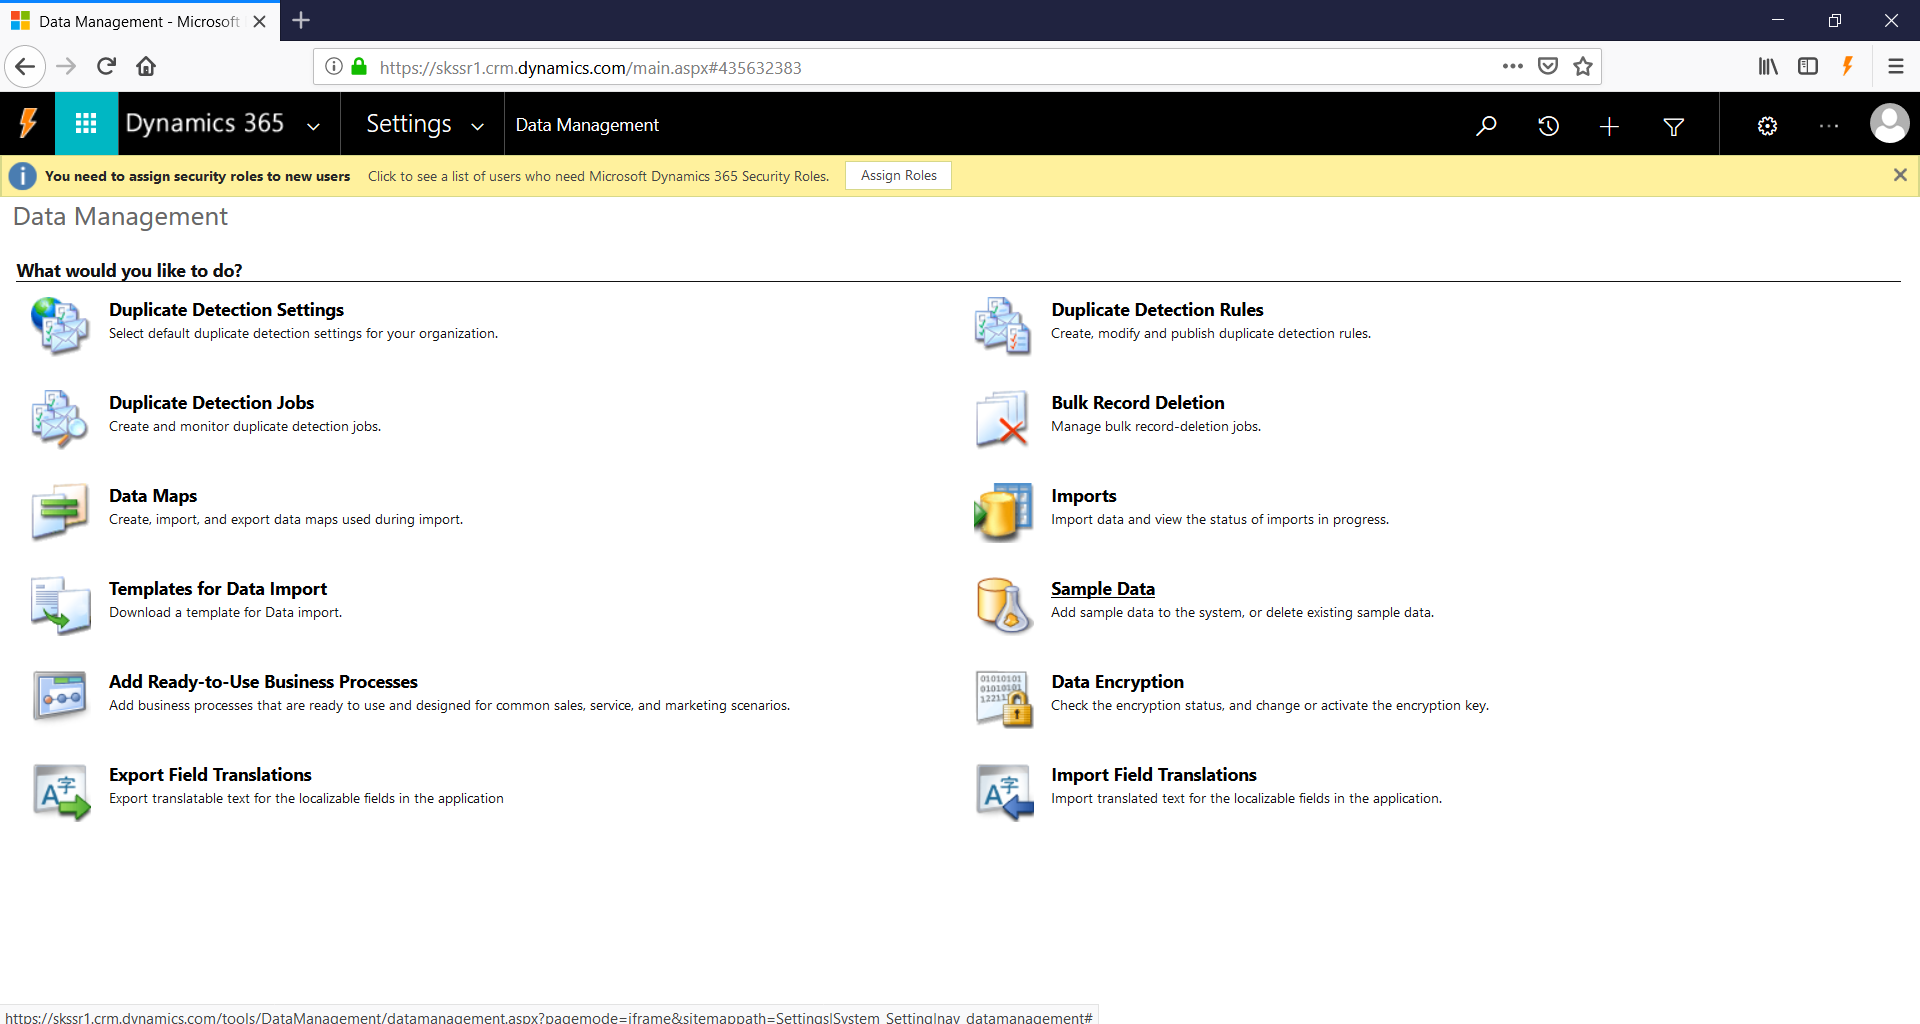 Data Management - Microsoft
https://skssr1.crm.dynamics.com/main.aspx#435632383
Dynamics 365
Settings
Data Management
You need to assign security roles to new users
Click to see a list of users who need Microsoft Dynamics 365 Security Roles.
Assign Roles
Data Management
What would you like to do?
Duplicate Detection Settings
Select default duplicate detection settings for your organization.
Duplicate Detection Rules
Create, modify and publish duplicate detection rules.
Duplicate Detection Jobs
Create and monitor duplicate detection jobs.
Bulk Record Deletion
Manage bulk record-deletion jobs.
Data Maps
Create, import, and export data maps used during import.
Imports
Import data and view the status of imports in progress.
Templates for Data Import
Download a template for Data import.
Sample Data
Add sample data to the system, or delete existing sample data.
Add Ready-to-Use Business Processes
Add business processes that are ready to use and designed for common sales, service, and marketing scenarios.
Data Encryption
Check the encryption status, and change or activate the encryption key.
Export Field Translations
Export translatable text for the localizable fields in the application
Import Field Translations
Import translated text for the localizable fields in the application.
https://skssr1.crm.dynamics.com/tools/DataManagement/datamanagement.aspx?pagemode=iframe&sitemappath=Settings|System_Setting|nav_datamanagement#